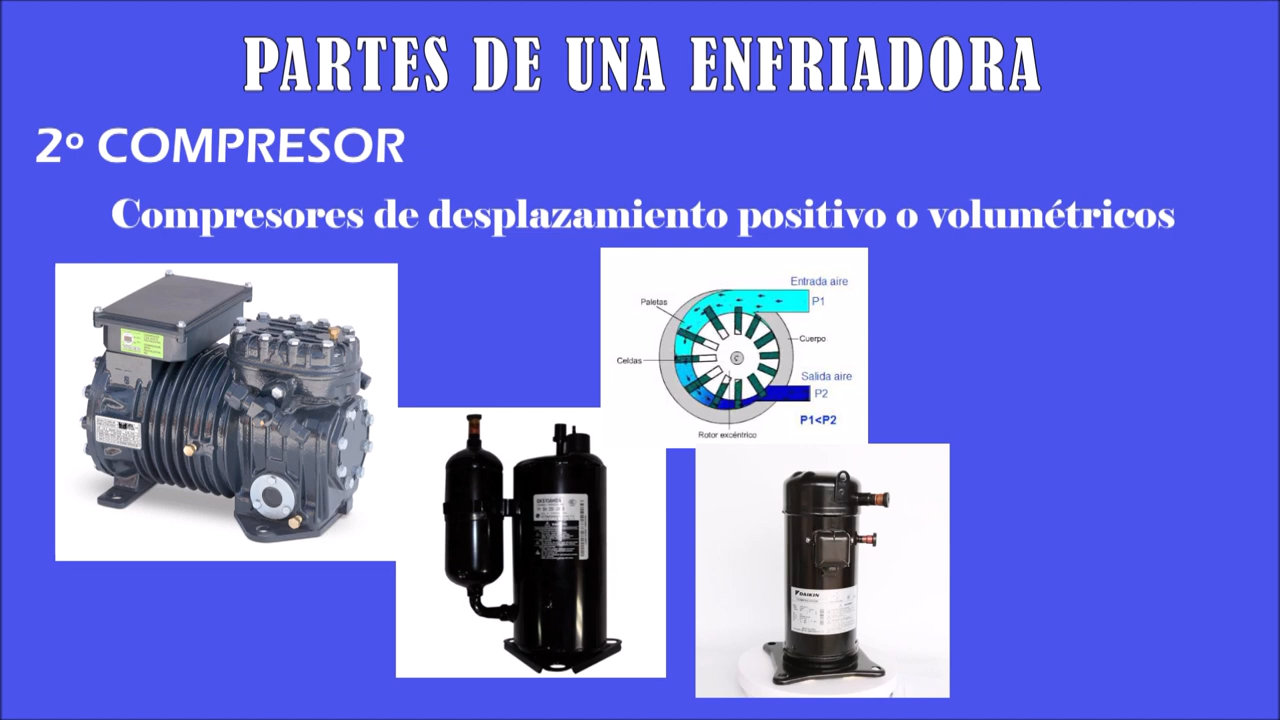 PARTES DE UNA ENFRIADORA
2º COMPRESOR
Compresores de desplazamiento positivo o volumétricos
Entrada aire
P1
Paletas
Cuerpo
Celdas
Salida aire
P2
P1<P2
Rotor excéntrico
DAIKIN